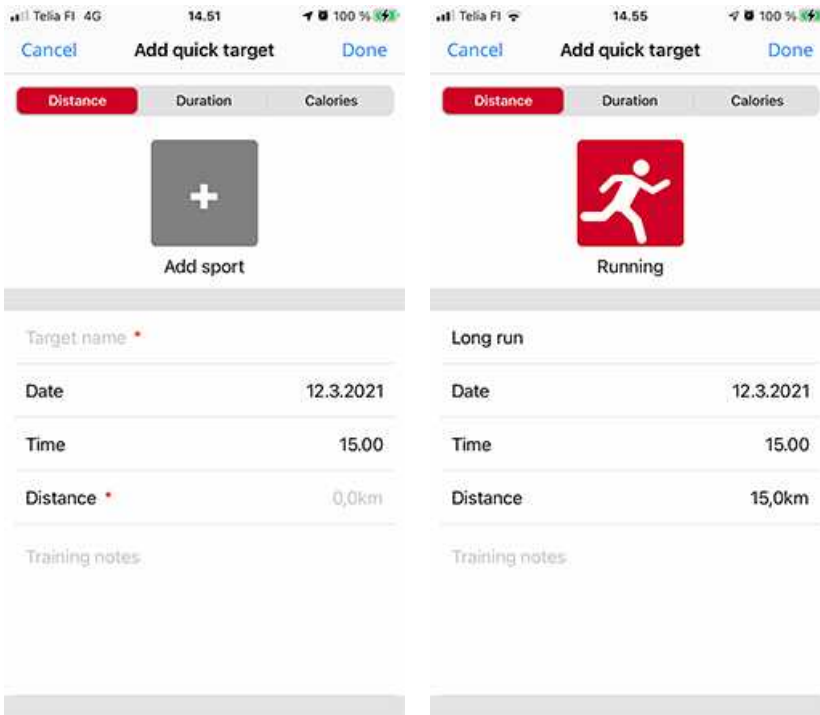 Telia FI 4G 14.51 100 %
Cancel Add quick target Done
Distance Duration Calories
+
Add sport
Target name *
Date 12.3.2021
Time 15.00
Distance * 0,0km
Training notes
Telia FI 14.55 100 %
Cancel Add quick target Done
Distance Duration Calories
Running
Long run
Date 12.3.2021
Time 15.00
Distance 15,0km
Training notes